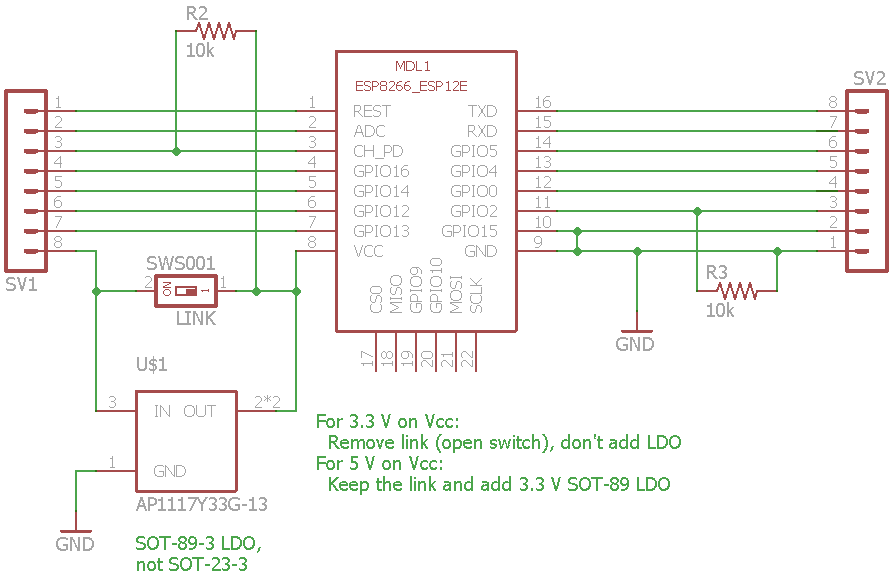 R2
10k
MDL1
ESP8266_ESP12E
SV2
1 1 REST TXD 16 8
2 2 ADC RXD 15 7
3 3 CH_PD GPIO5 14 6
4 4 GPIO16 GPIO4 13 5
5 5 GPIO14 GPIO0 12 4
6 6 GPIO12 GPIO2 11 3
7 7 GPIO13 GPIO15 10 2
8 8 VCC GND 9 1
SV1
SWS001
2 ON 1 1
LINK
CS0 MISO GPIO9 GPIO10 MOSI SCLK
17 18 19 20 21 22
R3
10k
GND
U$1
3 IN OUT 2*2
1 GND
AP1117Y33G-13
GND
For 3.3 V on Vcc:
Remove link (open switch), don't add LDO
For 5 V on Vcc:
Keep the link and add 3.3 V SOT-89 LDO
SOT-89-3 LDO,
not SOT-23-3